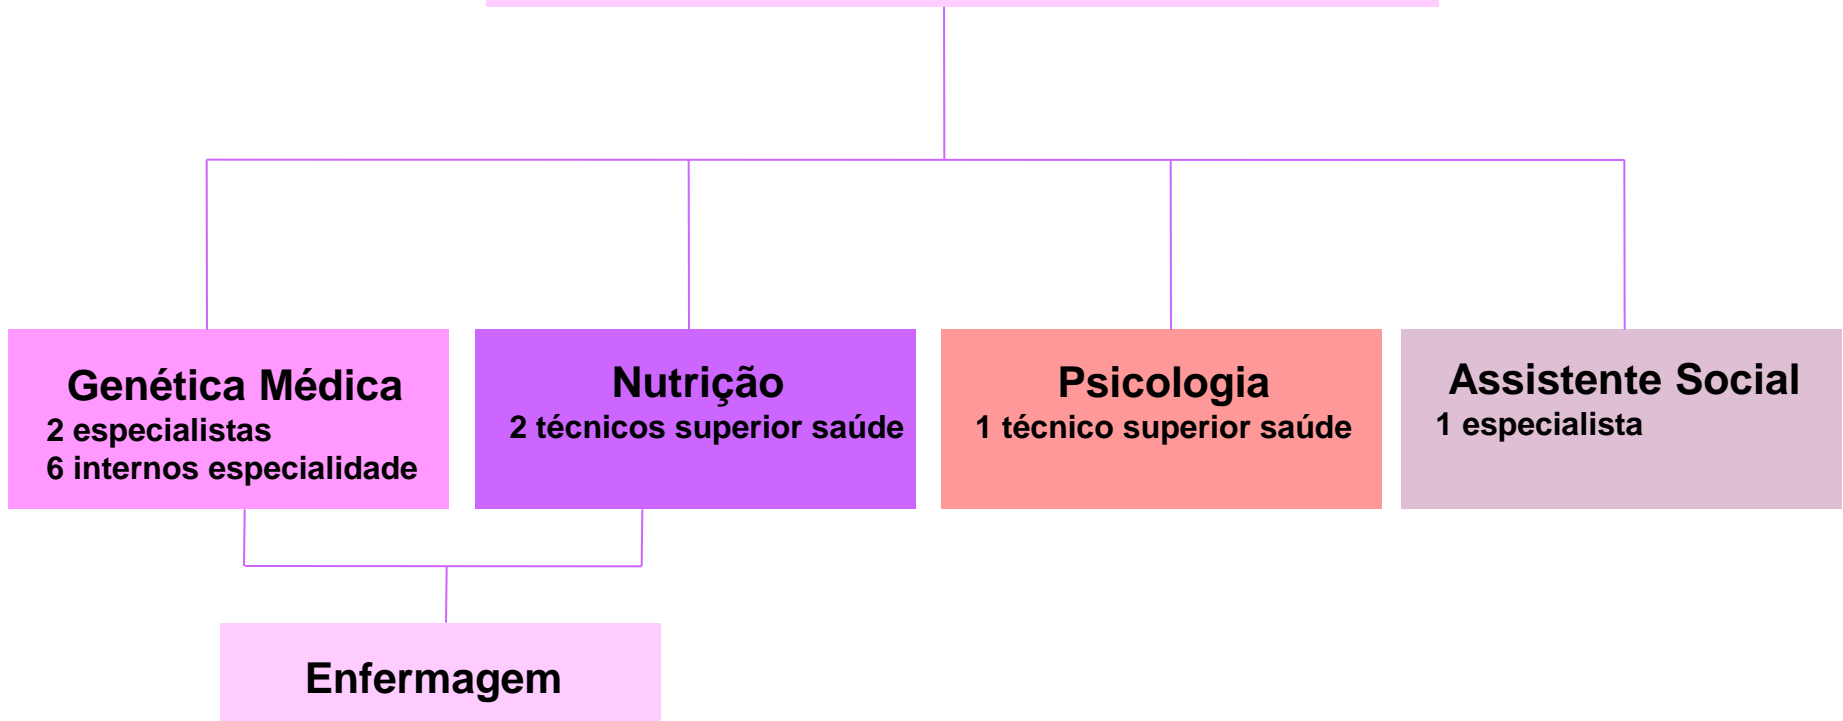 Genética Médica
2 especialistas
6 internos especialidade
Nutrição
2 técnicos superior saúde
Psicologia
1 técnico superior saúde
Assistente Social
1 especialista
Enfermagem